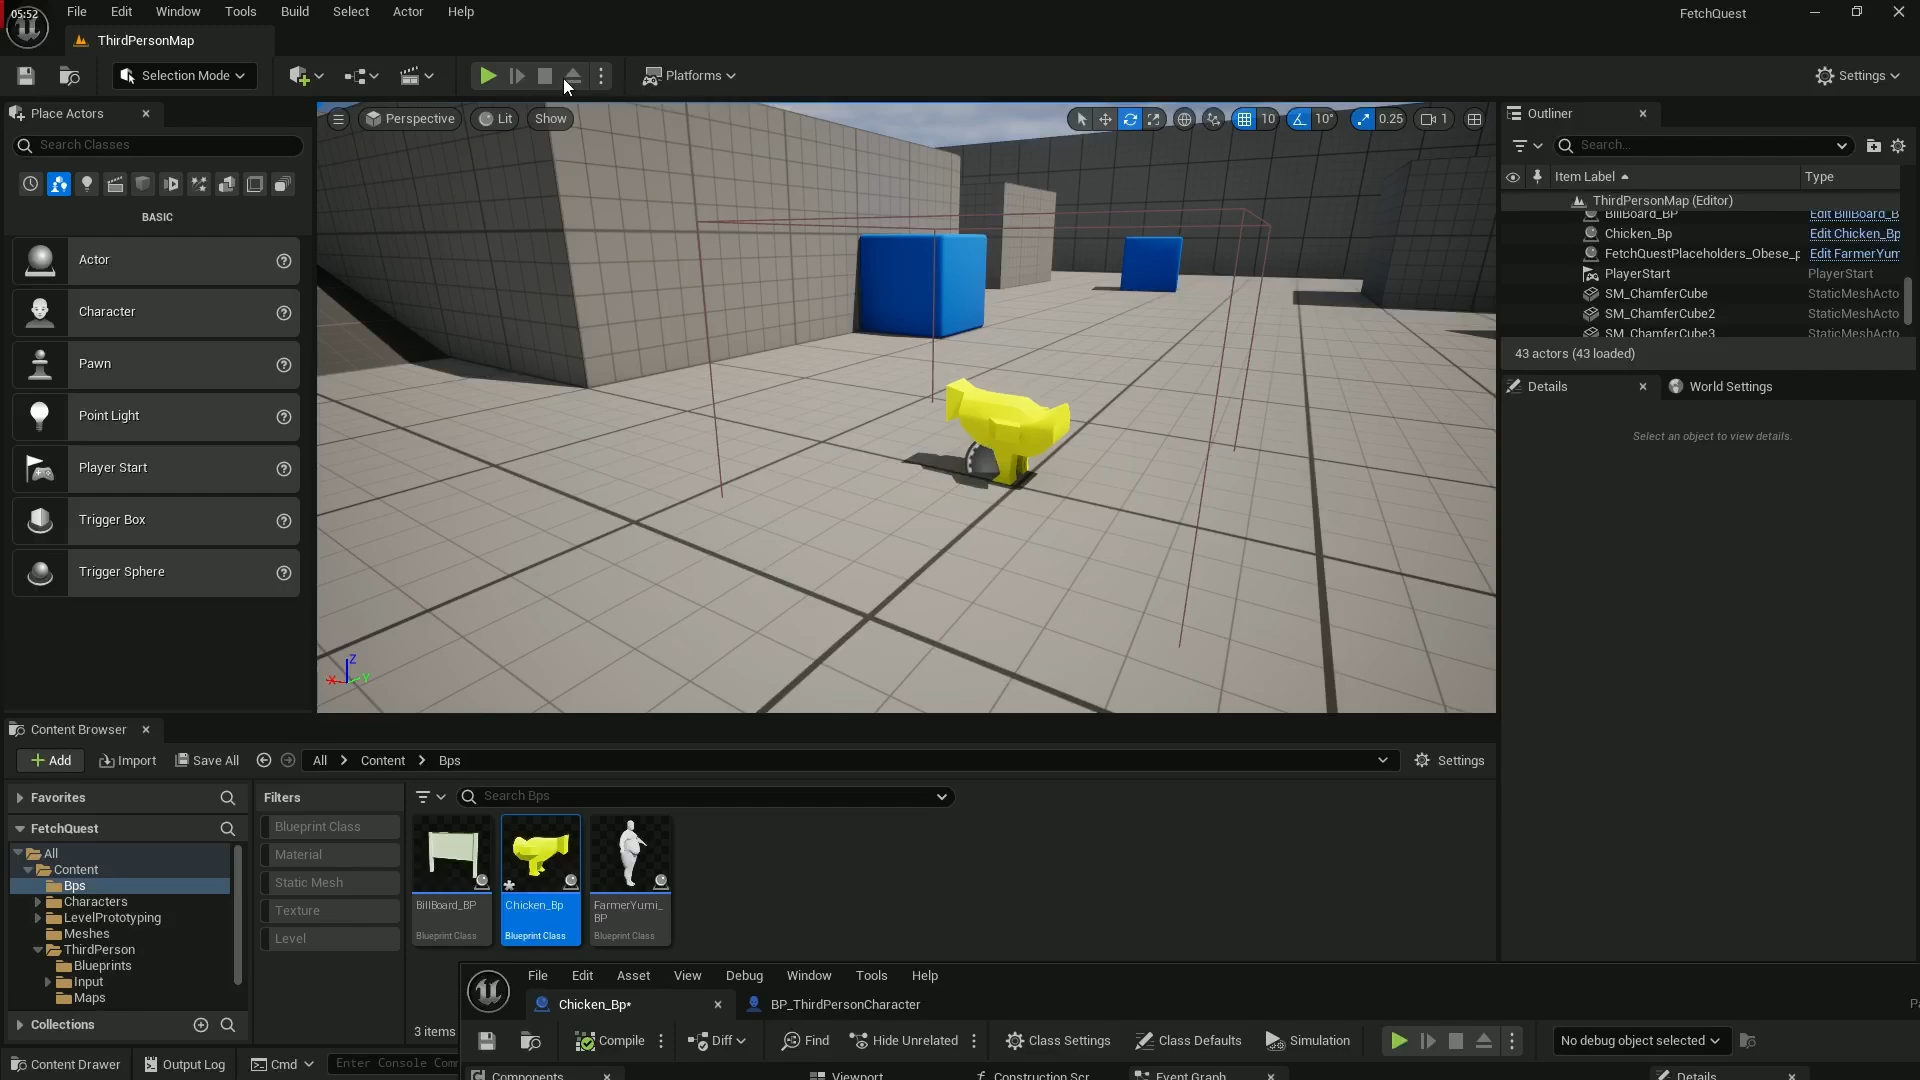 05:52
File Edit Window Tools Build Select Actor Help
FetchQuest
ThirdPersonMap
Selection Mode
Platforms
Settings
Place Actors
Search Classes
BASIC
Actor
Character
Pawn
Point Light
Player Start
Trigger Box
Trigger Sphere
Perspective Lit Show
10 10° 0.25 1
Z
X Y
Outliner
Search...
Item Label Type
ThirdPersonMap (Editor)
BillBoard_BP Edit BillBoard_B
Chicken_Bp Edit Chicken_Bp
FetchQuestPlaceholders_Obese_p Edit FarmerYum
PlayerStart PlayerStart
SM_ChamferCube StaticMeshActo
SM_ChamferCube2 StaticMeshActo
SM_ChamferCube3 StaticMeshActo
43 actors (43 loaded)
Details World Settings
Select an object to view details.
Content Browser
Add Import Save All All Content Bps Settings
Favorites
FetchQuest
All
Content
Bps
Characters
LevelPrototyping
Meshes
ThirdPerson
Blueprints
Input
Maps
Collections
Filters
Blueprint Class
Material
Static Mesh
Texture
Level
Search Bps
BillBoard_BP
Blueprint Class
Chicken_Bp
Blueprint Class
FarmerYumi_
BP
Blueprint Class
3 items
Content Drawer Output Log Cmd Enter Console Com
File Edit Asset View Debug Window Tools Help
Chicken_Bp* BP_ThirdPersonCharacter
Pa
Compile Diff Find Hide Unrelated Class Settings Class Defaults Simulation No debug object selected
Components Viewport Construction Scr Event Graph Details